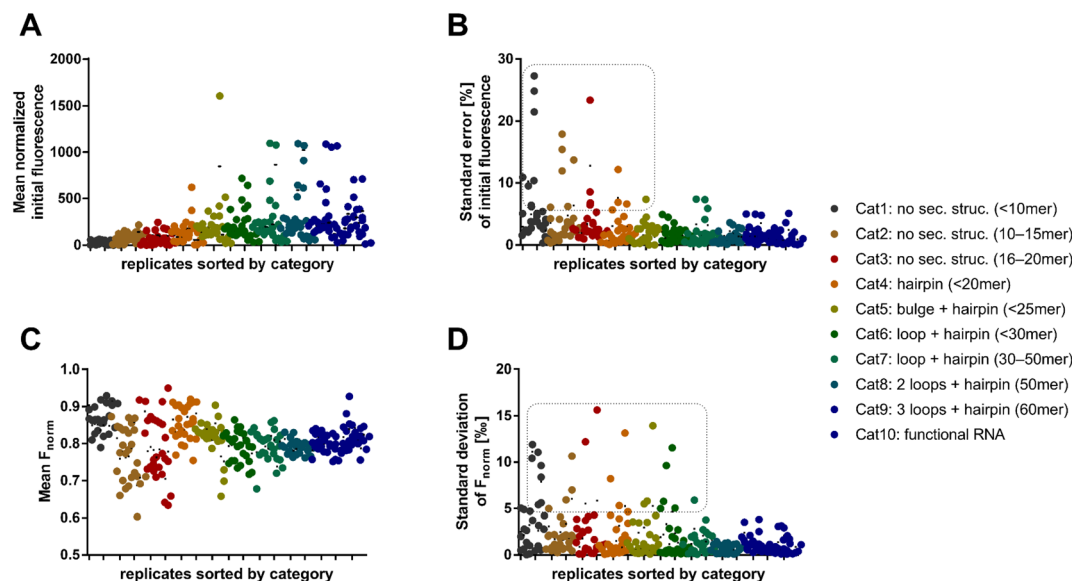 A
Mean normalized
initial fluorescence
2000
1500
1000
500
0
replicates sorted by category
B
Standard error [%]
of initial fluorescence
30
20
10
0
replicates sorted by category
C
Mean Fnorm
1.0
0.9
0.8
0.7
0.6
0.5
replicates sorted by category
D
Standard deviation
of Fnorm [‰]
20
15
10
5
0
replicates sorted by category
Cat1: no sec. struc. (<10mer)
Cat2: no sec. struc. (10–15mer)
Cat3: no sec. struc. (16–20mer)
Cat4: hairpin (<20mer)
Cat5: bulge + hairpin (<25mer)
Cat6: loop + hairpin (<30mer)
Cat7: loop + hairpin (30–50mer)
Cat8: 2 loops + hairpin (50mer)
Cat9: 3 loops + hairpin (60mer)
Cat10: functional RNA